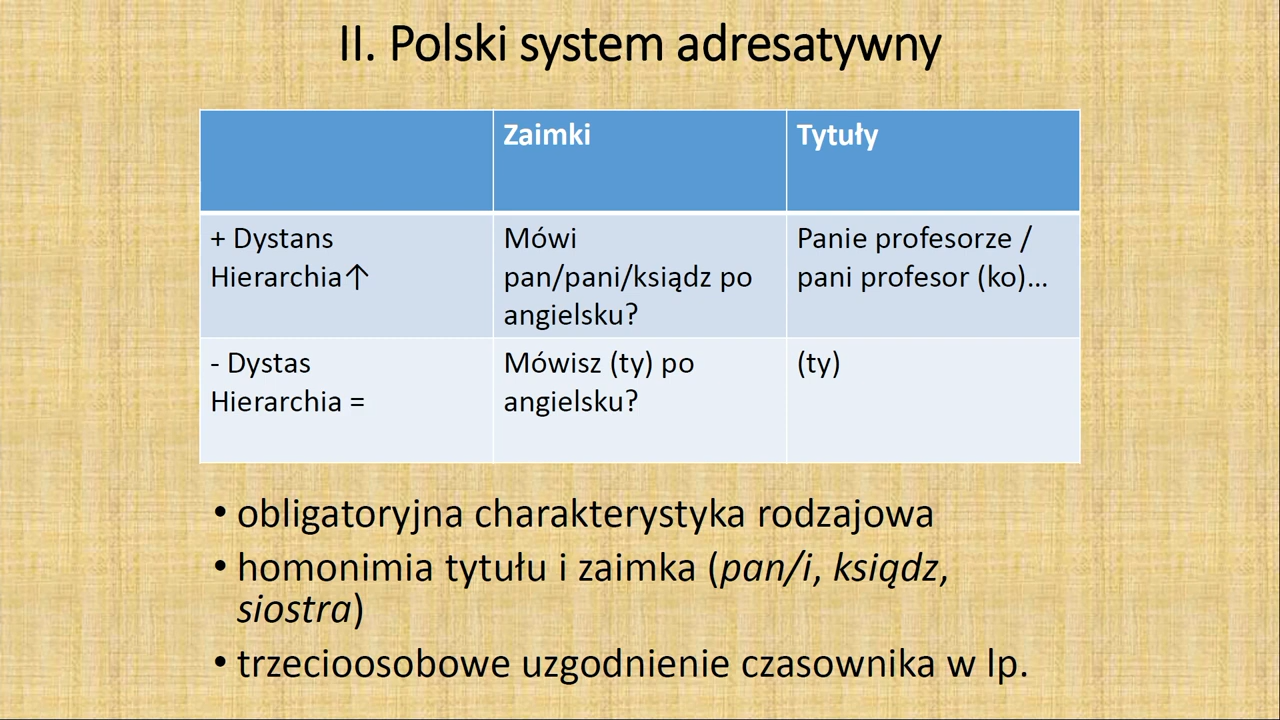 II. Polski system adresatywny
Zaimki
Tytuły
+ Dystans
Hierarchia↑
Mówi
pan/pani/ksiądz po
angielsku?
Panie profesorze /
pani profesor (ko)...
- Dystas
Hierarchia =
Mówisz (ty) po
angielsku?
(ty)
• obligatoryjna charakterystyka rodzajowa
• homonimia tytułu i zaimka (pan/i, ksiądz,
siostra)
• trzecioosobowe uzgodnienie czasownika w lp.